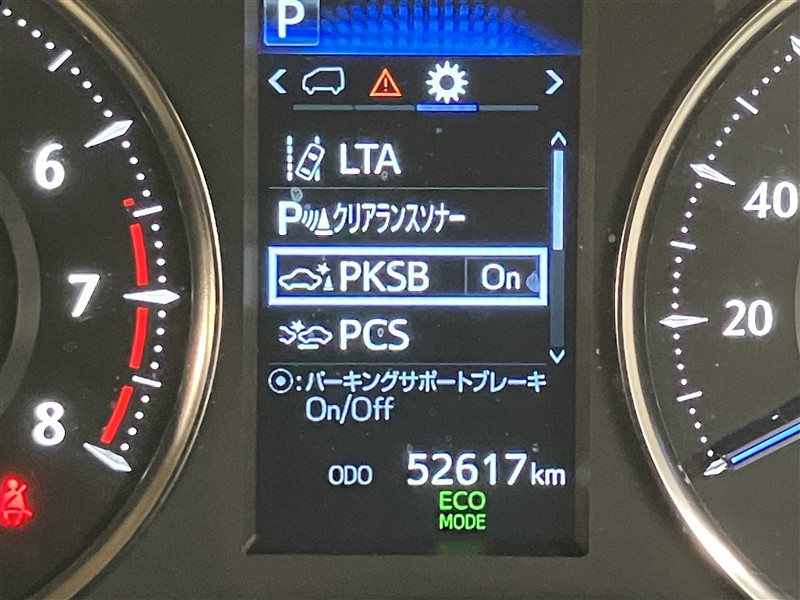 P
LTA
P クリアランスソナー
PKSB On
PCS
:パーキングサポートブレーキ
On/Off
ODO 52617km
ECO
MODE
6
7
8
40
20